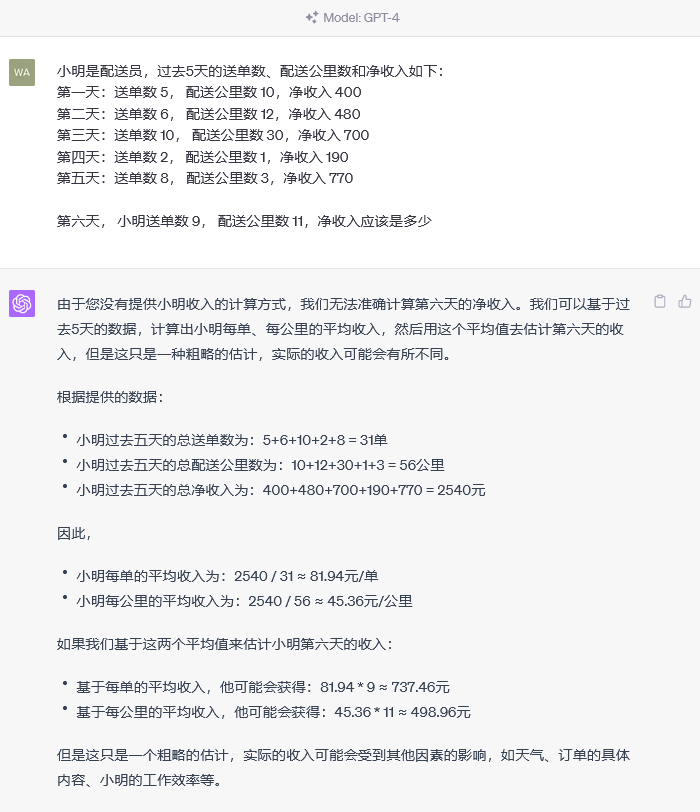 Model: GPT-4
WA
小明是配送员，过去5天的送单数、配送公里数和净收入如下：
第一天：送单数 5， 配送公里数 10，净收入 400
第二天：送单数 6， 配送公里数 12，净收入 480
第三天：送单数 10， 配送公里数 30，净收入 700
第四天：送单数 2， 配送公里数 1，净收入 190
第五天：送单数 8， 配送公里数 3，净收入 770
第六天， 小明送单数 9， 配送公里数 11，净收入应该是多少
由于您没有提供小明收入的计算方式，我们无法准确计算第六天的净收入。我们可以基于过
去5天的数据，计算出小明每单、每公里的平均收入，然后用这个平均值去估计第六天的收
入，但是这只是一种粗略的估计，实际的收入可能会有所不同。
根据提供的数据：
• 小明过去五天的总送单数为：5+6+10+2+8 = 31单
• 小明过去五天的总配送公里数为：10+12+30+1+3 = 56公里
• 小明过去五天的总净收入为：400+480+700+190+770 = 2540元
因此，
• 小明每单的平均收入为：2540 / 31 ≈ 81.94元/单
• 小明每公里的平均收入为：2540 / 56 ≈ 45.36元/公里
如果我们基于这两个平均值来估计小明第六天的收入：
• 基于每单的平均收入，他可能会获得：81.94 * 9 ≈ 737.46元
• 基于每公里的平均收入，他可能会获得：45.36 * 11 ≈ 498.96元
但是这只是一个粗略的估计，实际的收入可能会受到其他因素的影响，如天气、订单的具体
内容、小明的工作效率等。